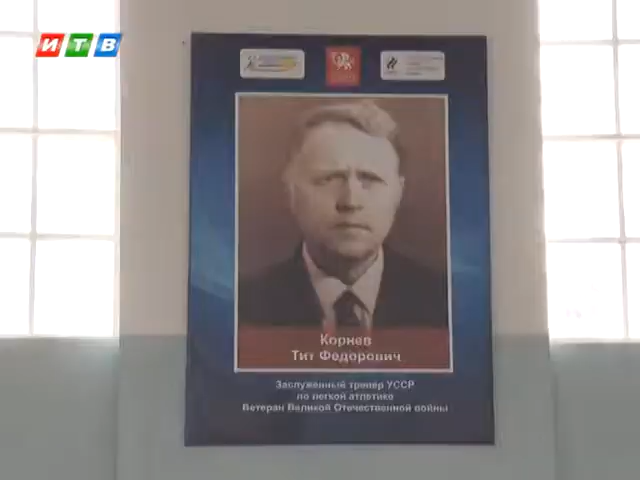 ИТВ
Корнев
Тит Федорович
Заслуженный тренер УССР
по легкой атлетике
Ветеран Великой Отечественной войны